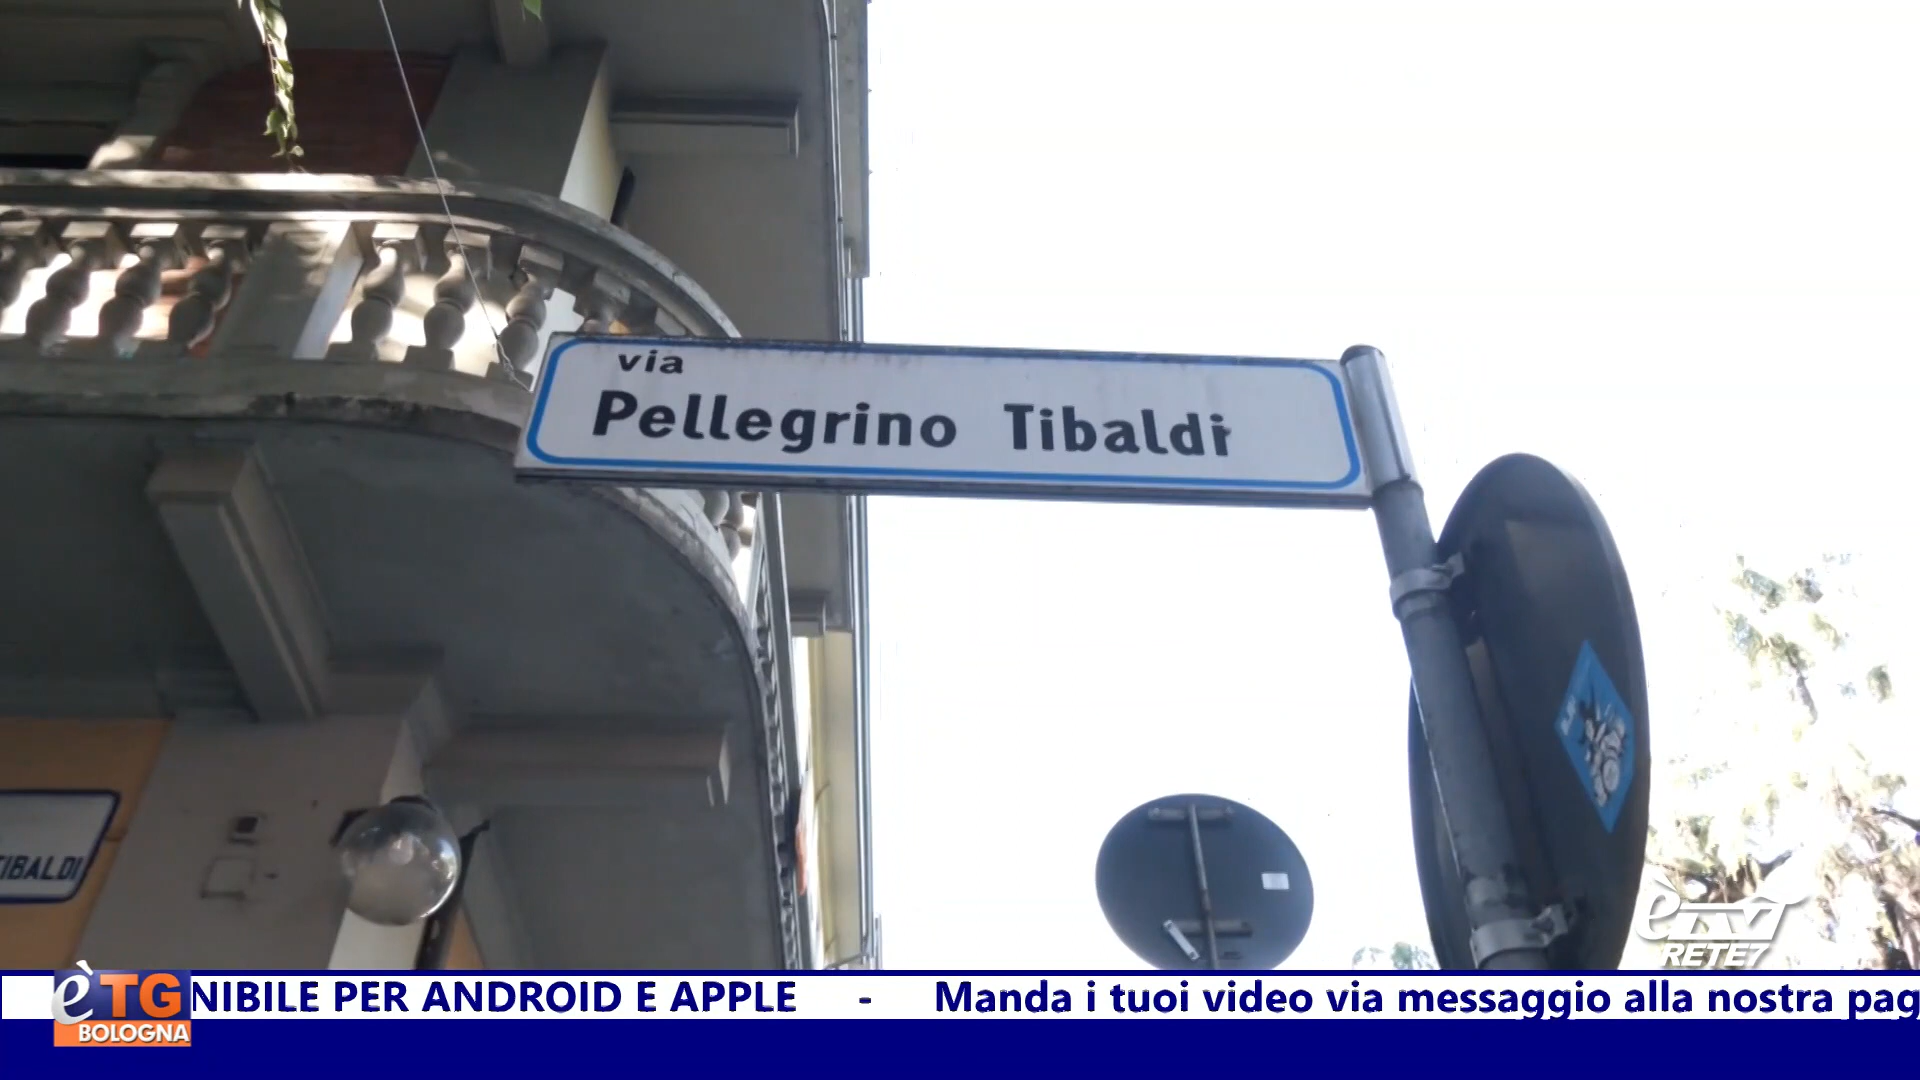 via
Pellegrino Tibaldi
TIBALDI
èTV
RETE7
NIBILE PER ANDROID E APPLE - Manda i tuoi video via messaggio alla nostra pag
èTG
BOLOGNA